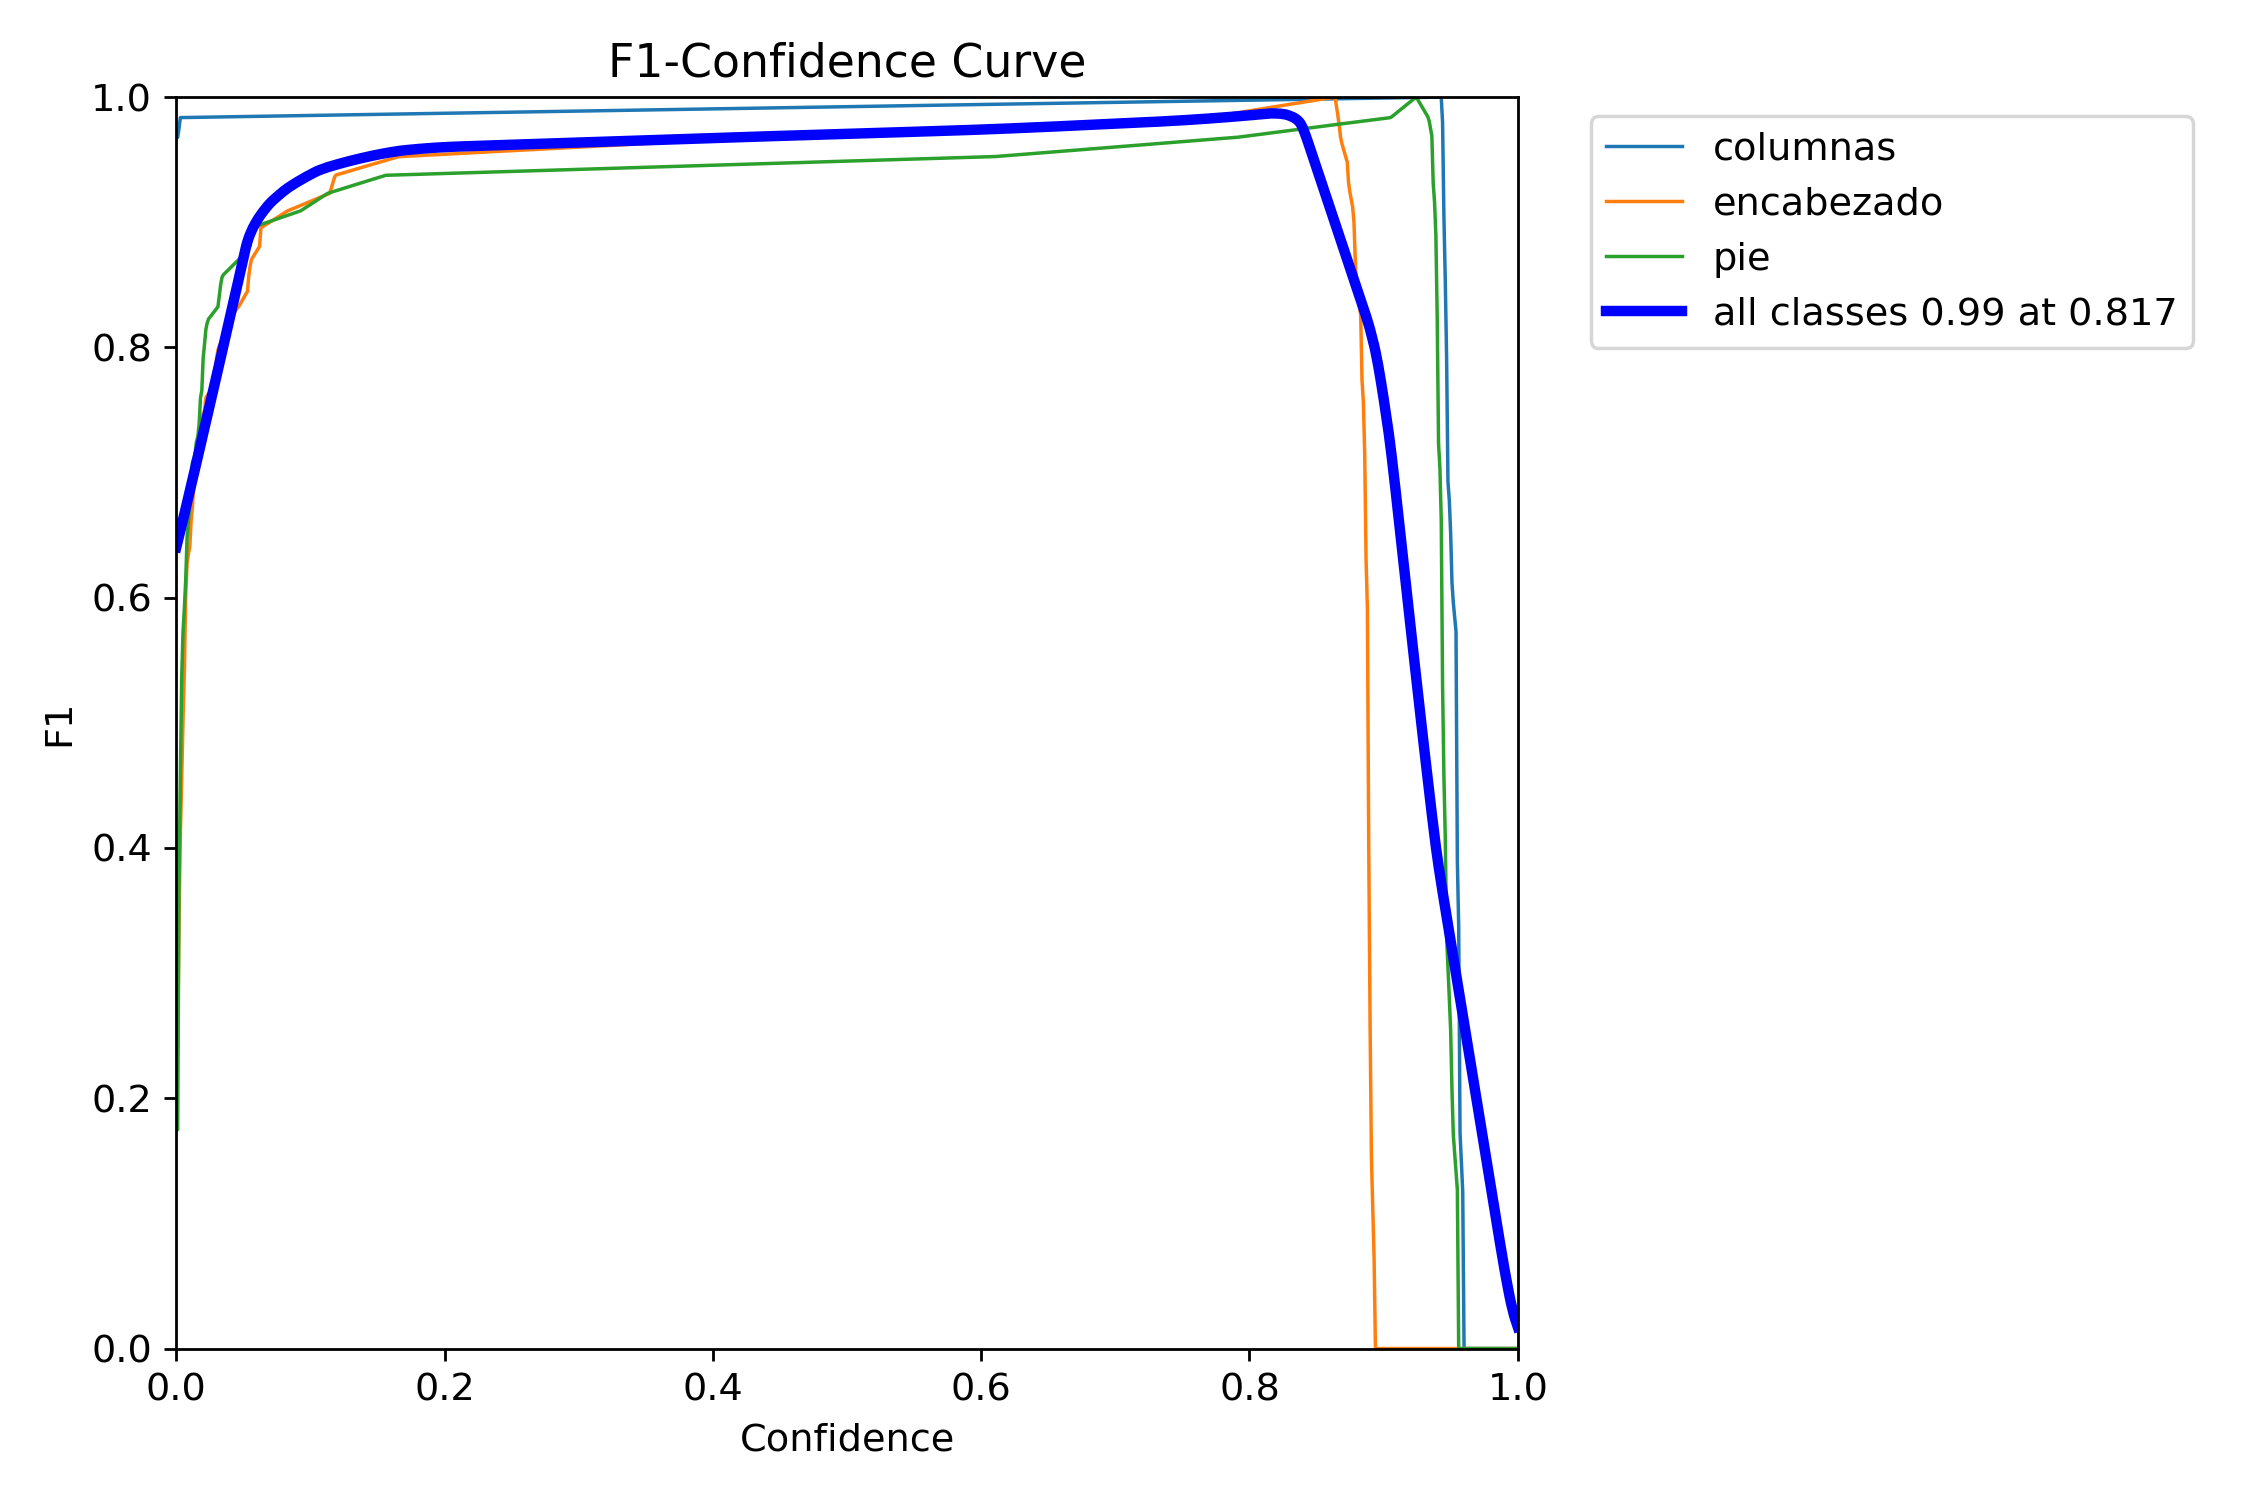 F1-Confidence Curve
1.0
0.8
0.6
0.4
0.2
0.0
F1
0.0 0.2 0.4 0.6 0.8 1.0
Confidence
columnas
encabezado
pie
all classes 0.99 at 0.817